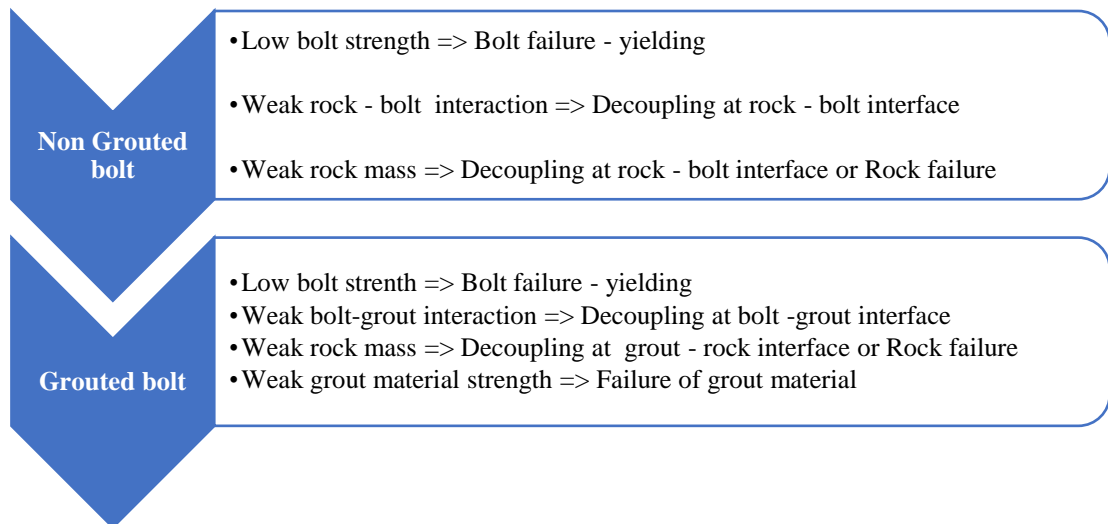 Non Grouted
bolt
•Low bolt strength => Bolt failure - yielding
•Weak rock - bolt interaction => Decoupling at rock - bolt interface
•Weak rock mass => Decoupling at rock - bolt interface or Rock failure
Grouted bolt
•Low bolt strenth => Bolt failure - yielding
•Weak bolt-grout interaction => Decoupling at bolt -grout interface
•Weak rock mass => Decoupling at grout - rock interface or Rock failure
•Weak grout material strength => Failure of grout material